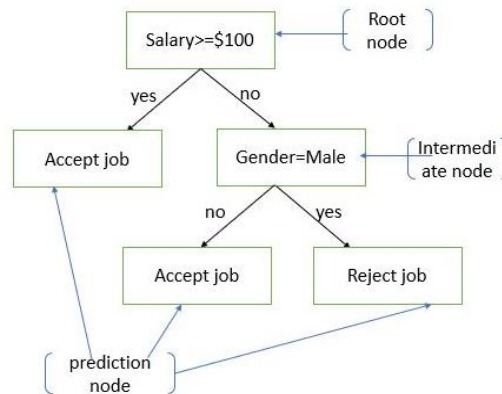 Root
node
Salary>=$100
yes
no
Accept job
Gender=Male
Intermedi
ate node
no
yes
Accept job
Reject job
prediction
node